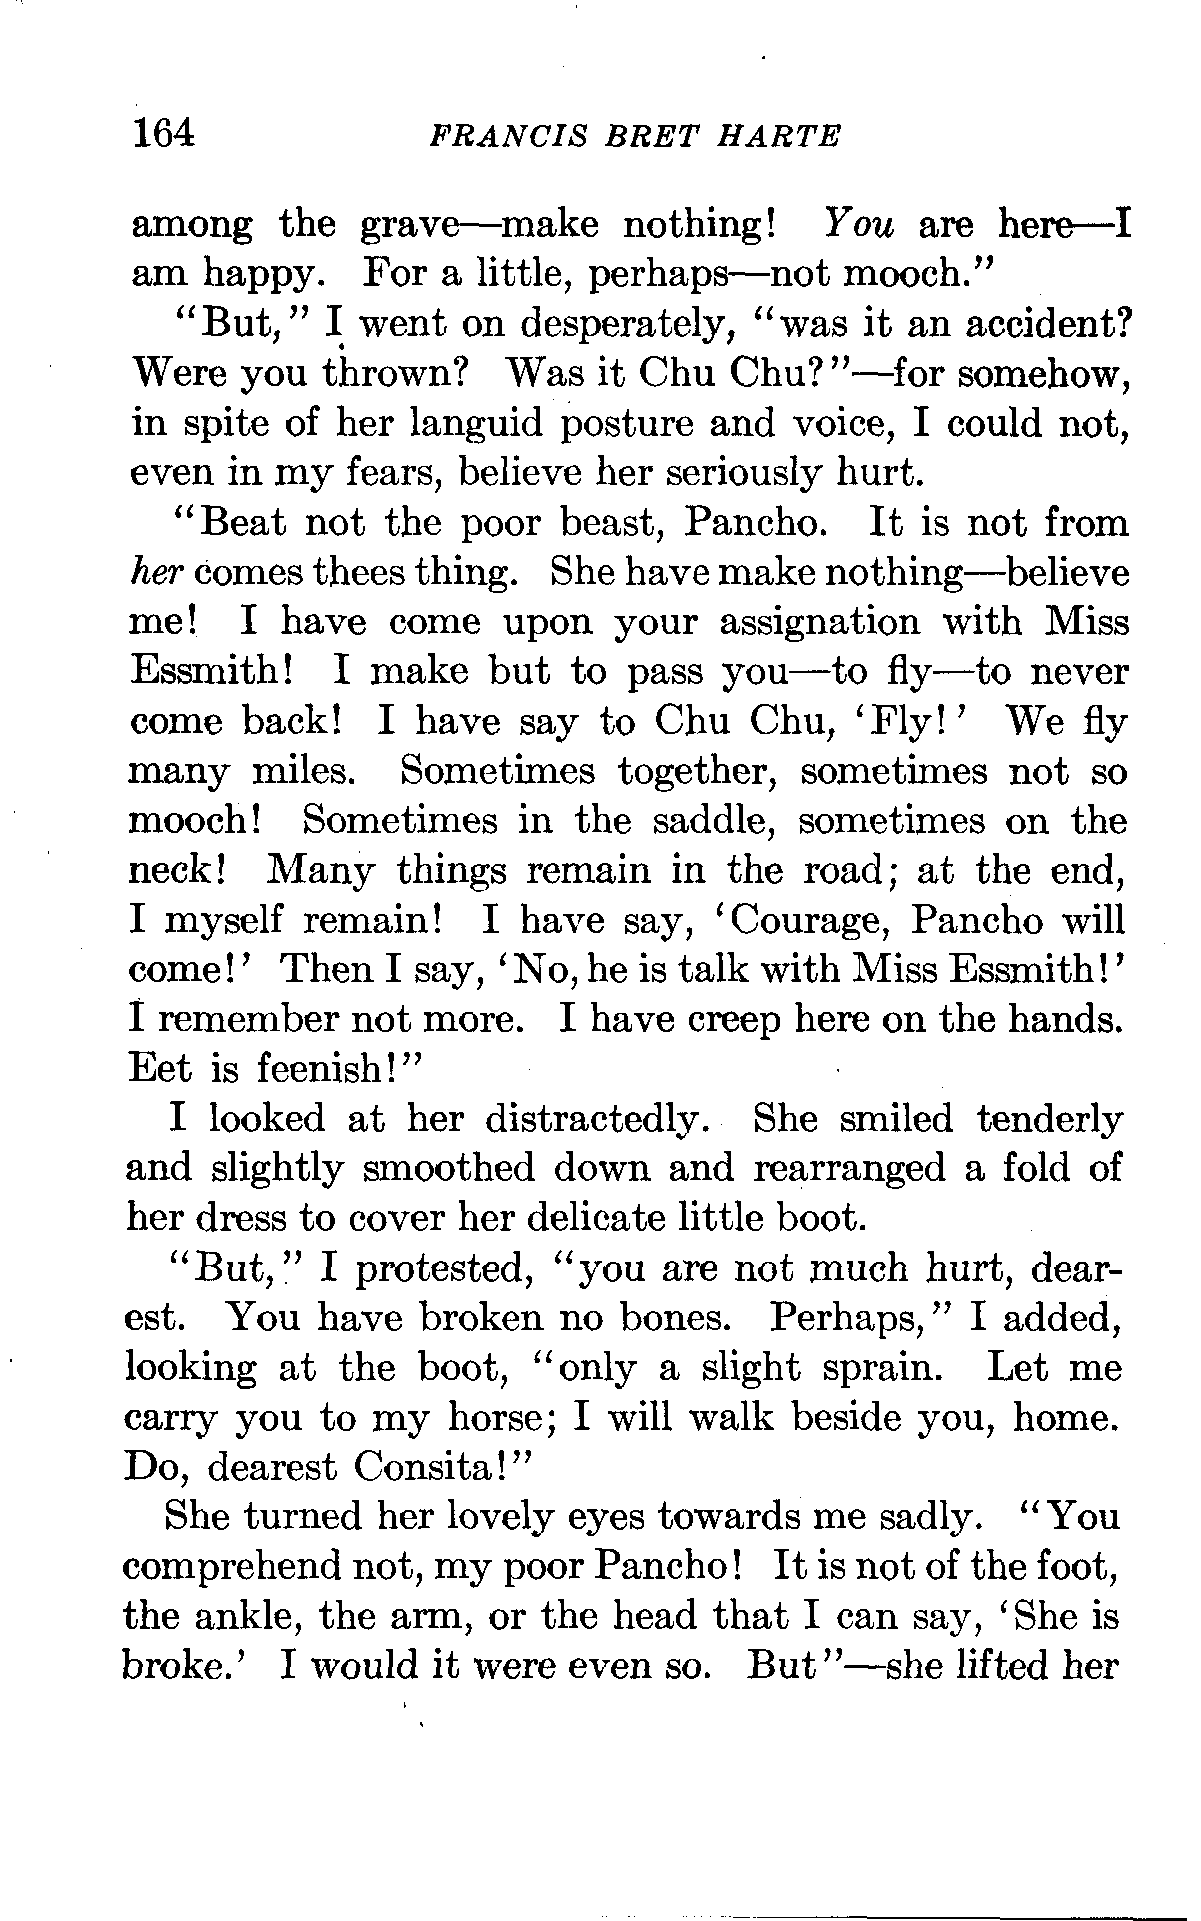 164 FRANCIS BRET HARTE
among the grave—make nothing! You are here—I
am happy. For a little, perhaps—not mooch."
"But," I went on desperately, "was it an accident?
Were you thrown? Was it Chu Chu?"—for somehow,
in spite of her languid posture and voice, I could not,
even in my fears, believe her seriously hurt.
"Beat not the poor beast, Pancho. It is not from
her comes thees thing. She have make nothing—believe
me! I have come upon your assignation with Miss
Essmith! I make but to pass you—to fly—to never
come back! I have say to Chu Chu, 'Fly!' We fly
many miles. Sometimes together, sometimes not so
mooch! Sometimes in the saddle, sometimes on the
neck! Many things remain in the road; at the end,
I myself remain! I have say, 'Courage, Pancho will
come!' Then I say, 'No, he is talk with Miss Essmith!'
I remember not more. I have creep here on the hands.
Eet is feenish!"
I looked at her distractedly. She smiled tenderly
and slightly smoothed down and rearranged a fold of
her dress to cover her delicate little boot.
"But," I protested, "you are not much hurt, dear-
est. You have broken no bones. Perhaps," I added,
looking at the boot, "only a slight sprain. Let me
carry you to my horse; I will walk beside you, home.
Do, dearest Consita!"
She turned her lovely eyes towards me sadly. "You
comprehend not, my poor Pancho! It is not of the foot,
the ankle, the arm, or the head that I can say, 'She is
broke.' I would it were even so. But"—she lifted her